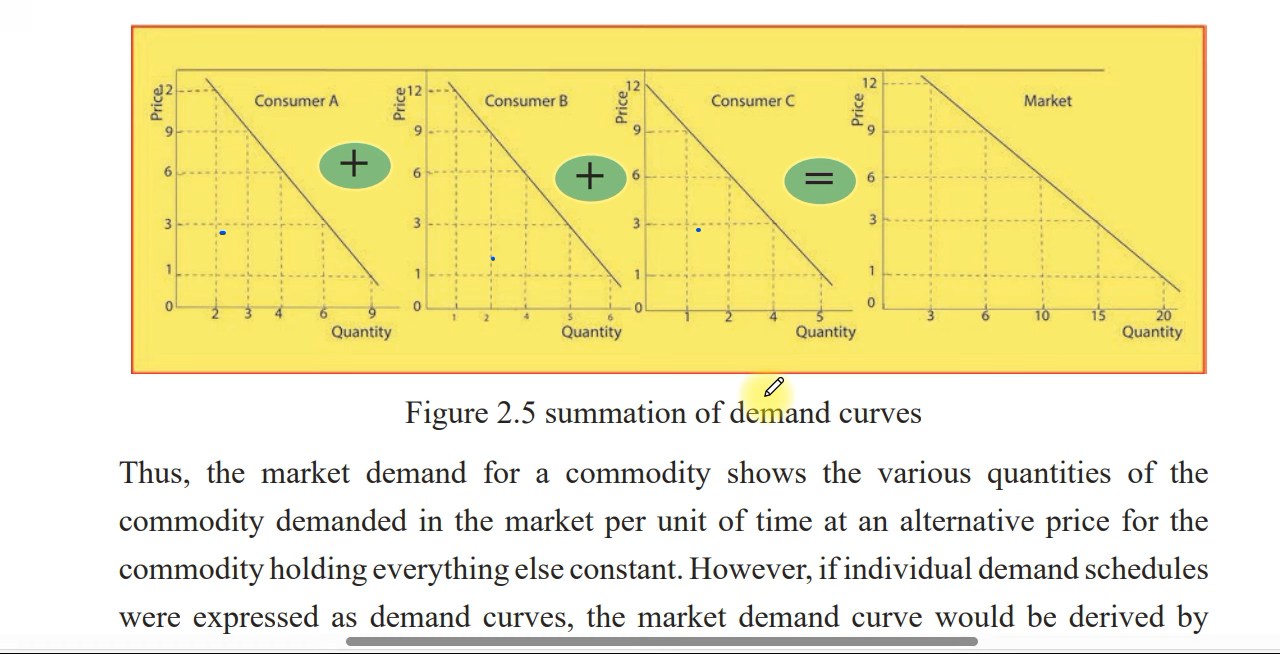 Price
12
9
6
3
1
0
Consumer A
2 3 4 6 9
Quantity
+
Price
12
9
6
3
1
0
Consumer B
1 2 4 5 6
Quantity
+
Price
12
9
6
3
1
0
Consumer C
1 2 4 5
Quantity
=
Price
12
9
6
3
1
0
Market
3 6 10 15 20
Quantity
Figure 2.5 summation of demand curves
Thus, the market demand for a commodity shows the various quantities of the
commodity demanded in the market per unit of time at an alternative price for the
commodity holding everything else constant. However, if individual demand schedules
were expressed as demand curves, the market demand curve would be derived by